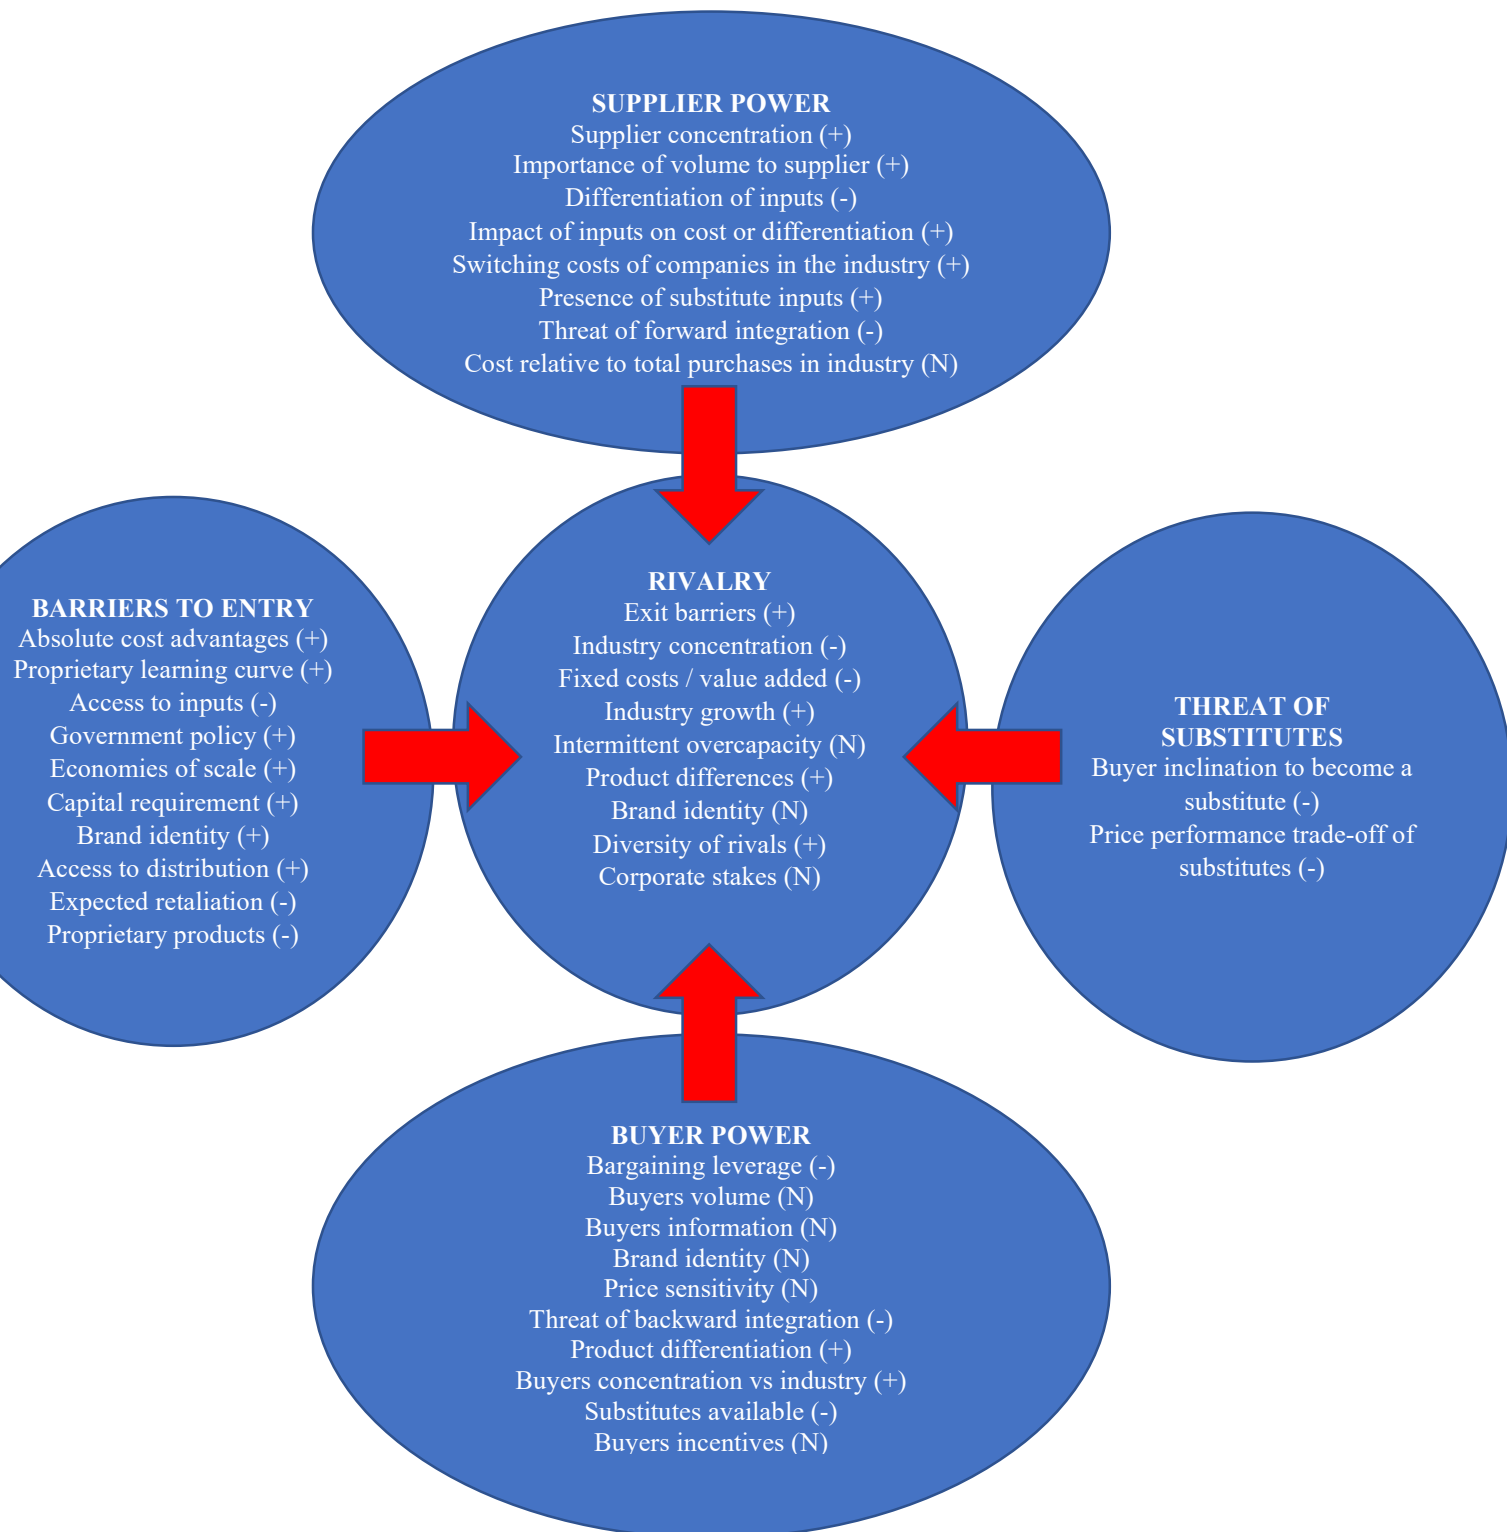 SUPPLIER POWER
Supplier concentration (+)
Importance of volume to supplier (+)
Differentiation of inputs (-)
Impact of inputs on cost or differentiation (+)
Switching costs of companies in the industry (+)
Presence of substitute inputs (+)
Threat of forward integration (-)
Cost relative to total purchases in industry (N)
BARRIERS TO ENTRY
Absolute cost advantages (+)
Proprietary learning curve (+)
Access to inputs (-)
Government policy (+)
Economies of scale (+)
Capital requirement (+)
Brand identity (+)
Access to distribution (+)
Expected retaliation (-)
Proprietary products (-)
RIVALRY
Exit barriers (+)
Industry concentration (-)
Fixed costs / value added (-)
Industry growth (+)
Intermittent overcapacity (N)
Product differences (+)
Brand identity (N)
Diversity of rivals (+)
Corporate stakes (N)
THREAT OF
SUBSTITUTES
Buyer inclination to become a
substitute (-)
Price performance trade-off of
substitutes (-)
BUYER POWER
Bargaining leverage (-)
Buyers volume (N)
Buyers information (N)
Brand identity (N)
Price sensitivity (N)
Threat of backward integration (-)
Product differentiation (+)
Buyers concentration vs industry (+)
Substitutes available (-)
Buyers incentives (N)